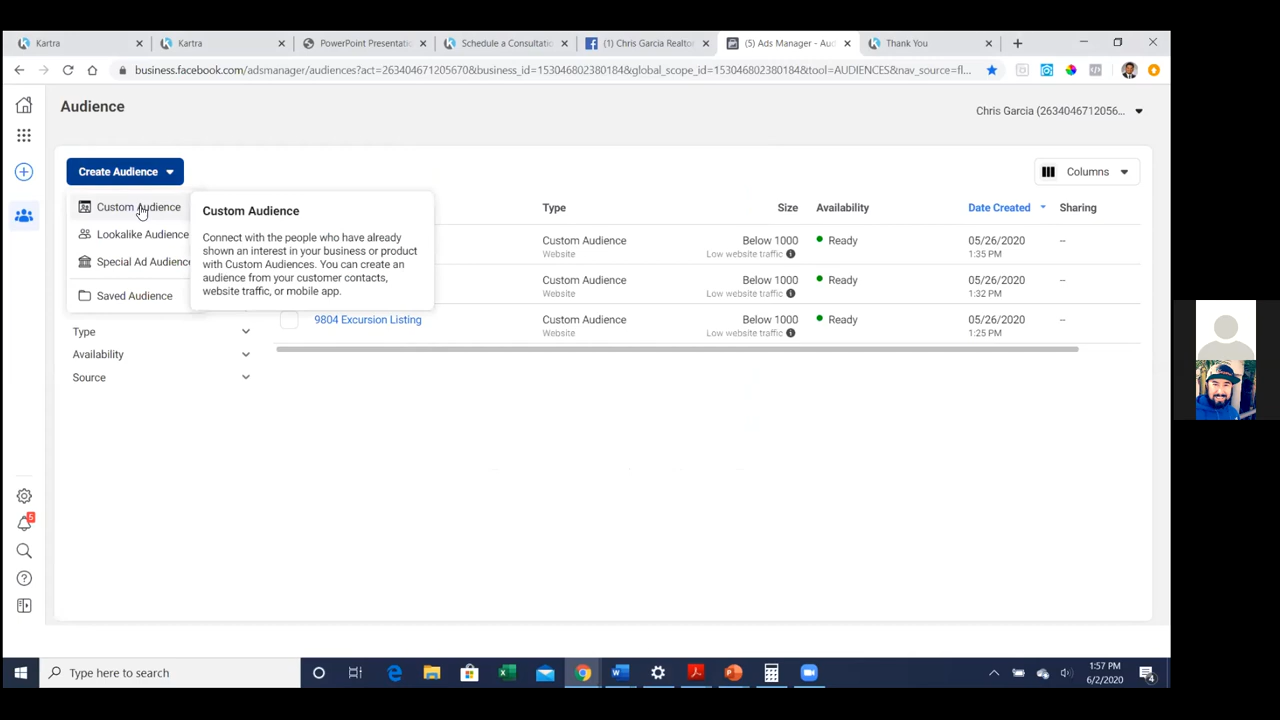 Kartra
Kartra
PowerPoint Presentatio
Schedule a Consultatio
(1) Chris Garcia Realtor
(5) Ads Manager - Aud
Thank You
business.facebook.com/adsmanager/audiences?act=2634046712056705&business_id=153046802380184&global_scope_id=153046802380184&tool=AUDIENCES&nav_source=fl...
Audience
Chris Garcia (2634046712056...
Create Audience
Columns
Custom Audience
Lookalike Audience
Special Ad Audience
Saved Audience
Custom Audience
Connect with the people who have already
shown an interest in your business or product
with Custom Audiences. You can create an
audience from your customer contacts,
website traffic, or mobile app.
Type
Size
Availability
Date Created
Sharing
Custom Audience
Website
Below 1000
Low website traffic
Ready
05/26/2020
1:35 PM
--
Custom Audience
Website
Below 1000
Low website traffic
Ready
05/26/2020
1:32 PM
--
9804 Excursion Listing
Custom Audience
Website
Below 1000
Low website traffic
Ready
05/26/2020
1:25 PM
--
Type
Availability
Source
5
Type here to search
1:57 PM
6/2/2020
4